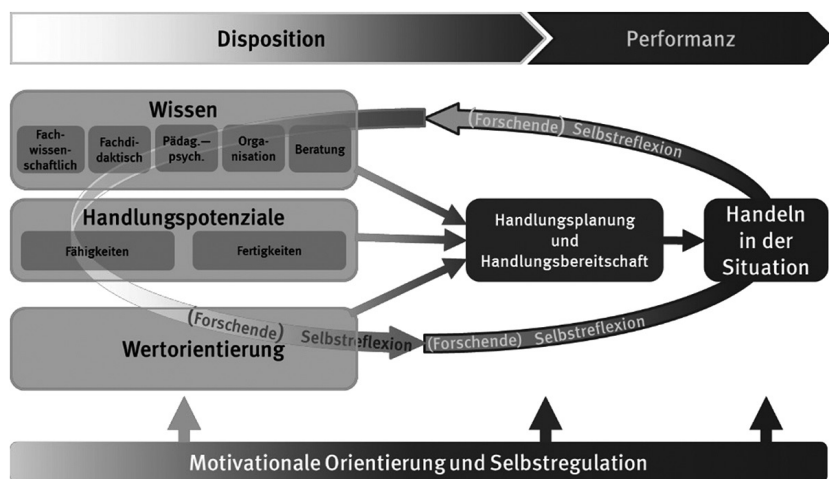 Disposition
Performanz
Wissen
Fach-
wissen-
schaftlich
Fachdi-
daktisch
Pädag.—
psych.
Orga-
nisation
Beratung
(Forschende) Selbstreflexion
Handlungspotenziale
Fähigkeiten
Fertigkeiten
Handlungsplanung
und
Handlungsbereitschaft
Handeln
in der
Situation
Wertorientierung
(Forschende) Selbstreflexion
(Forschende) Selbstreflexion
Motivationale Orientierung und Selbstregulation